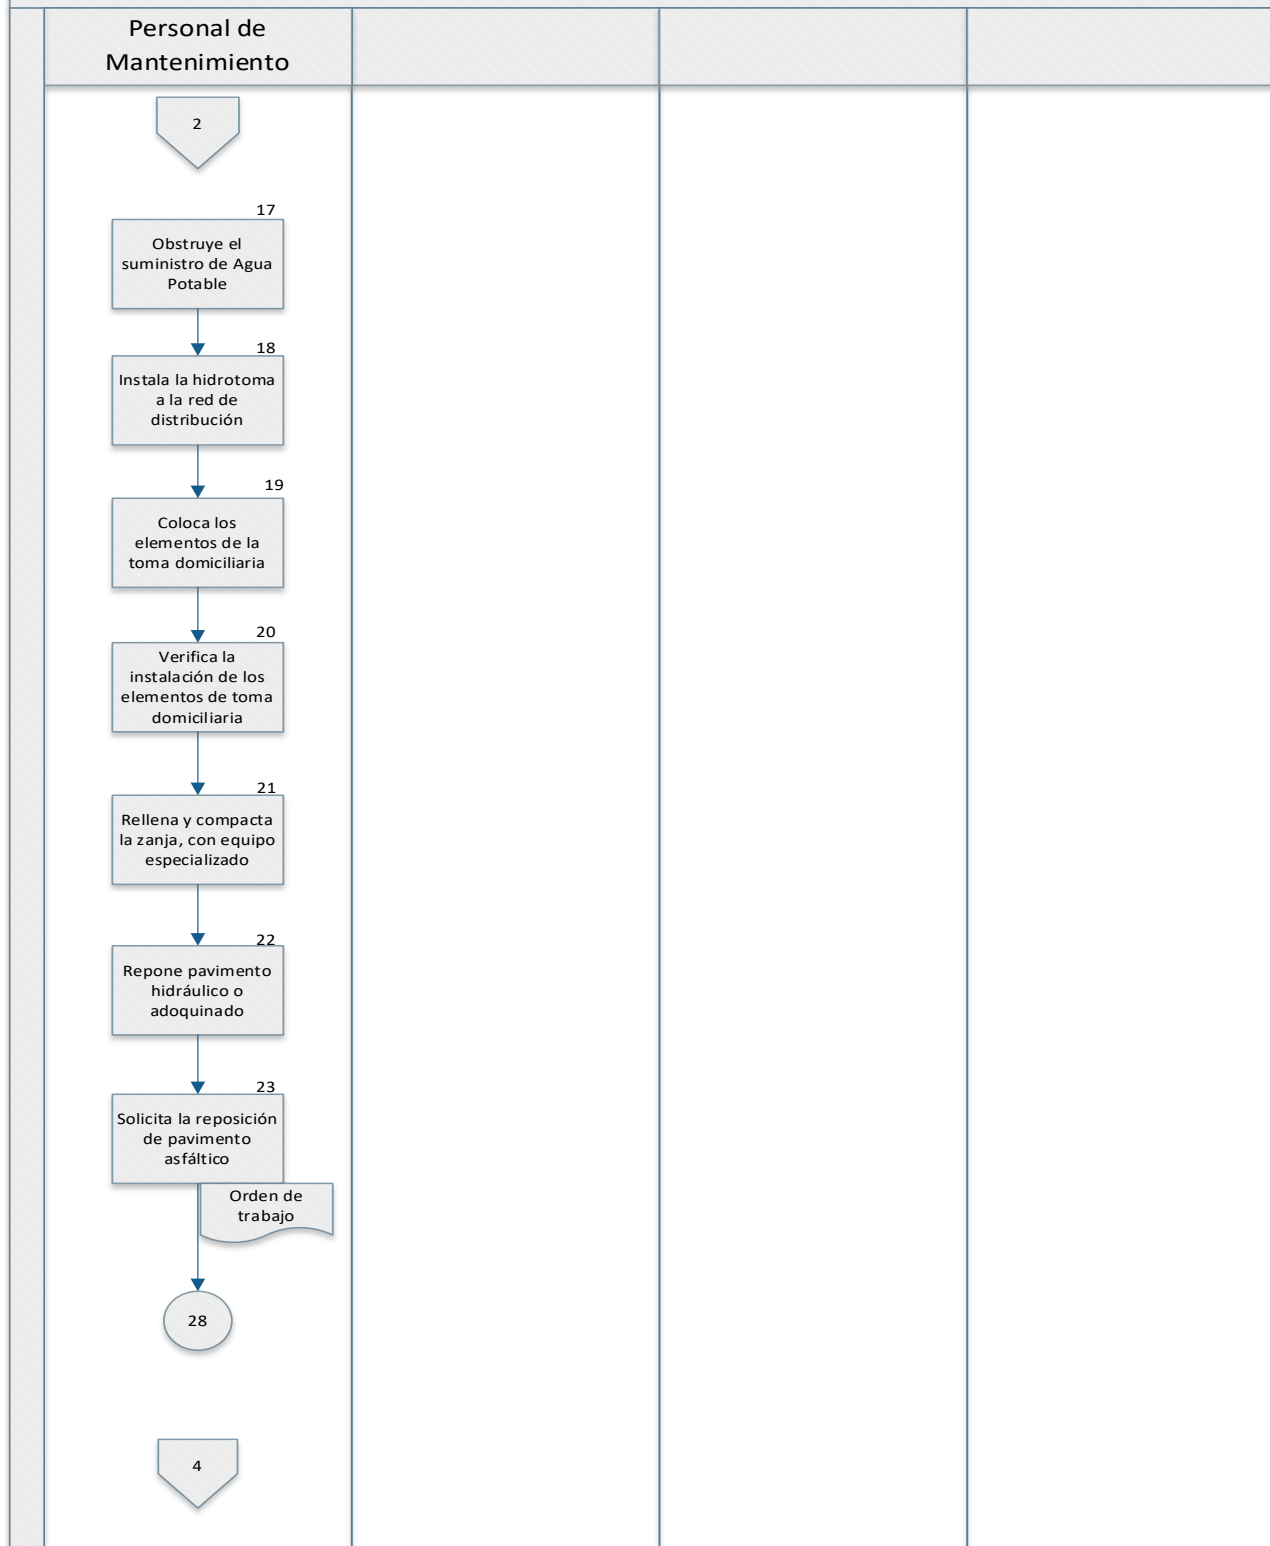 Personal de
Mantenimiento
2
17
Obstruye el
suministro de Agua
Potable
18
Instala la hidrotoma
a la red de
distribución
19
Coloca los
elementos de la
toma domiciliaria
20
Verifica la
instalación de los
elementos de toma
domiciliaria
21
Rellena y compacta
la zanja, con equipo
especializado
22
Repone pavimento
hidráulico o
adoquinado
23
Solicita la reposición
de pavimento
asfáltico
Orden de
trabajo
28
4